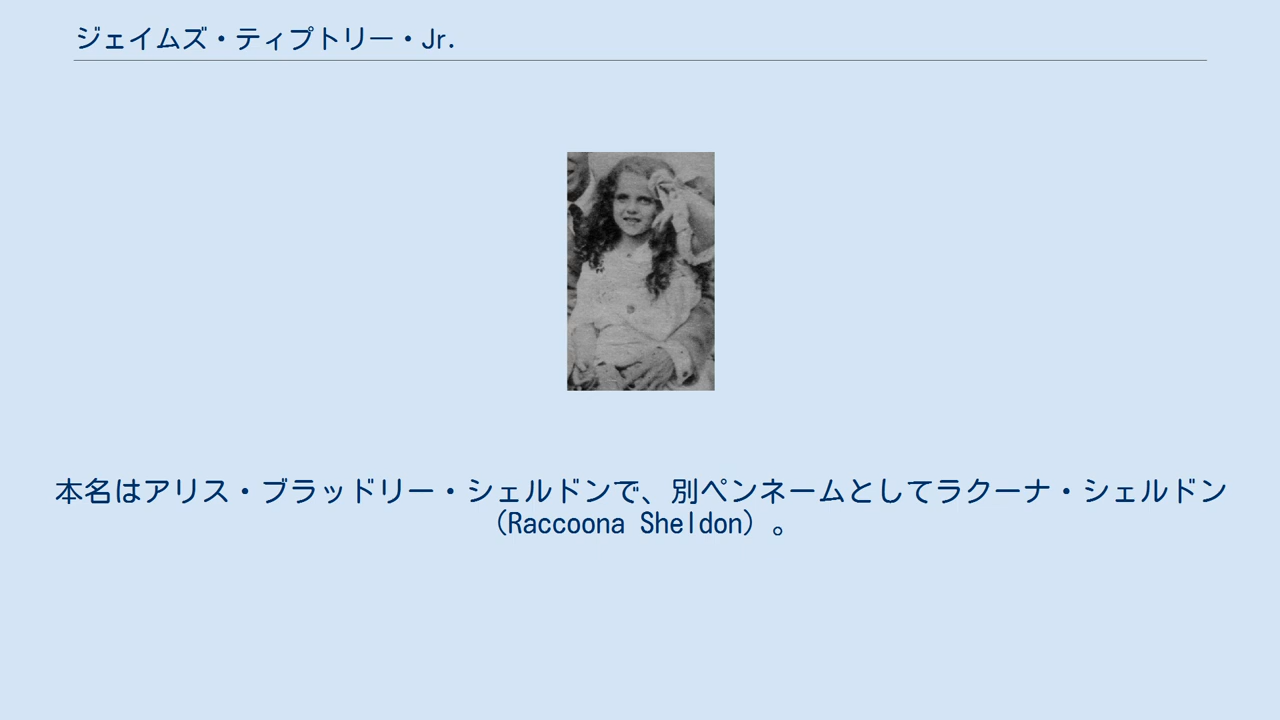 ジェイムズ・ティプトリー・Jr.
本名はアリス・ブラッドリー・シェルドンで、別ペンネームとしてラクーナ・シェルドン
（Raccoona Sheldon）。